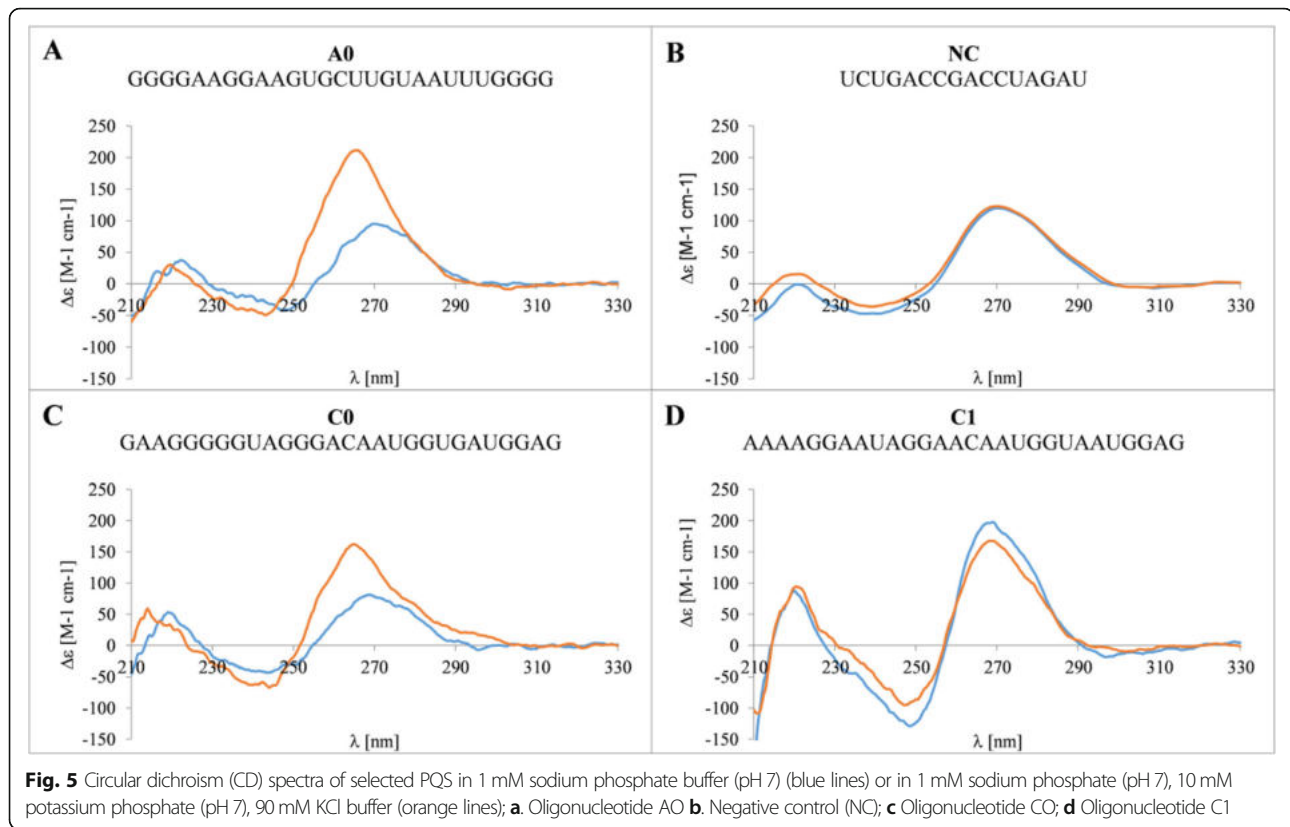 A
A0
GGGGAAGGAAGUGCUUGUAAUUUGGGG
250
200
150
100
50
0
-50
-100
-150
210 230 250 270 290 310 330
Δε [M-1 cm-1]
λ [nm]
B
NC
UCUGACCGACCUAGAU
250
200
150
100
50
0
-50
-100
-150
210 230 250 270 290 310 330
Δε [M-1 cm-1]
λ [nm]
C
C0
GAAGGGGGUAGGGACAAUGGUGAUGGAG
250
200
150
100
50
0
-50
-100
-150
210 230 250 270 290 310 330
Δε [M-1 cm-1]
λ [nm]
D
C1
AAAAGGAAUAGGAACAAUGGUAAUGGAG
250
200
150
100
50
0
-50
-100
-150
210 230 250 270 290 310 330
Δε [M-1 cm-1]
λ [nm]
Fig. 5 Circular dichroism (CD) spectra of selected PQS in 1 mM sodium phosphate buffer (pH 7) (blue lines) or in 1 mM sodium phosphate (pH 7), 10 mM
potassium phosphate (pH 7), 90 mM KCl buffer (orange lines); a. Oligonucleotide AO b. Negative control (NC); c Oligonucleotide CO; d Oligonucleotide C1